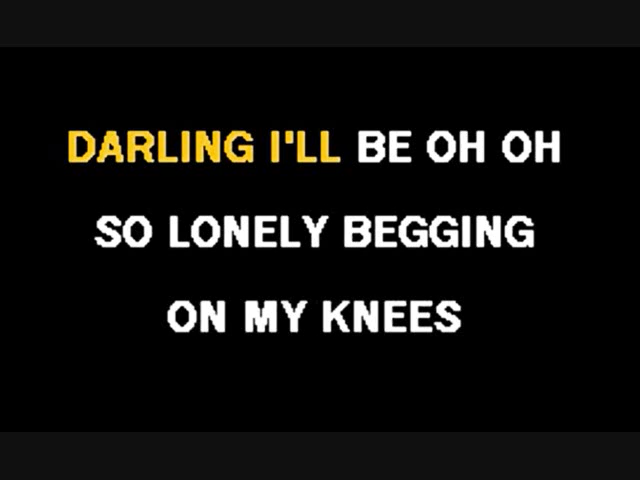 DARLING I'LL BE OH OH
SO LONELY BEGGING
ON MY KNEES